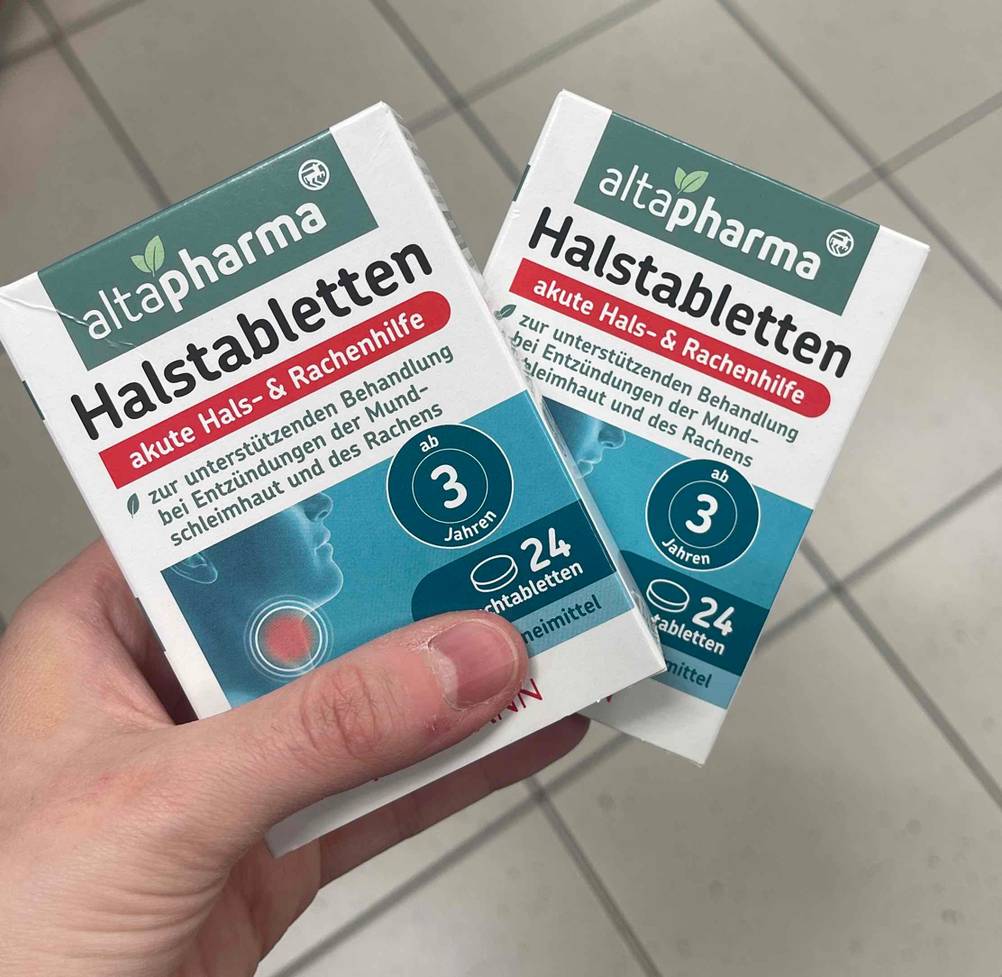 altapharma
Halstabletten
akute Hals- & Rachenhilfe
zur unterstützenden Behandlung
bei Entzündungen der Mund-
schleimhaut und des Rachens
ab
3
Jahren
24
altapharma
Halstabletten
akute Hals- & Rachenhilfe
zur unterstützenden Behandlung
bei Entzündungen der Mund-
schleimhaut und des Rachens
ab
3
Jahren
24